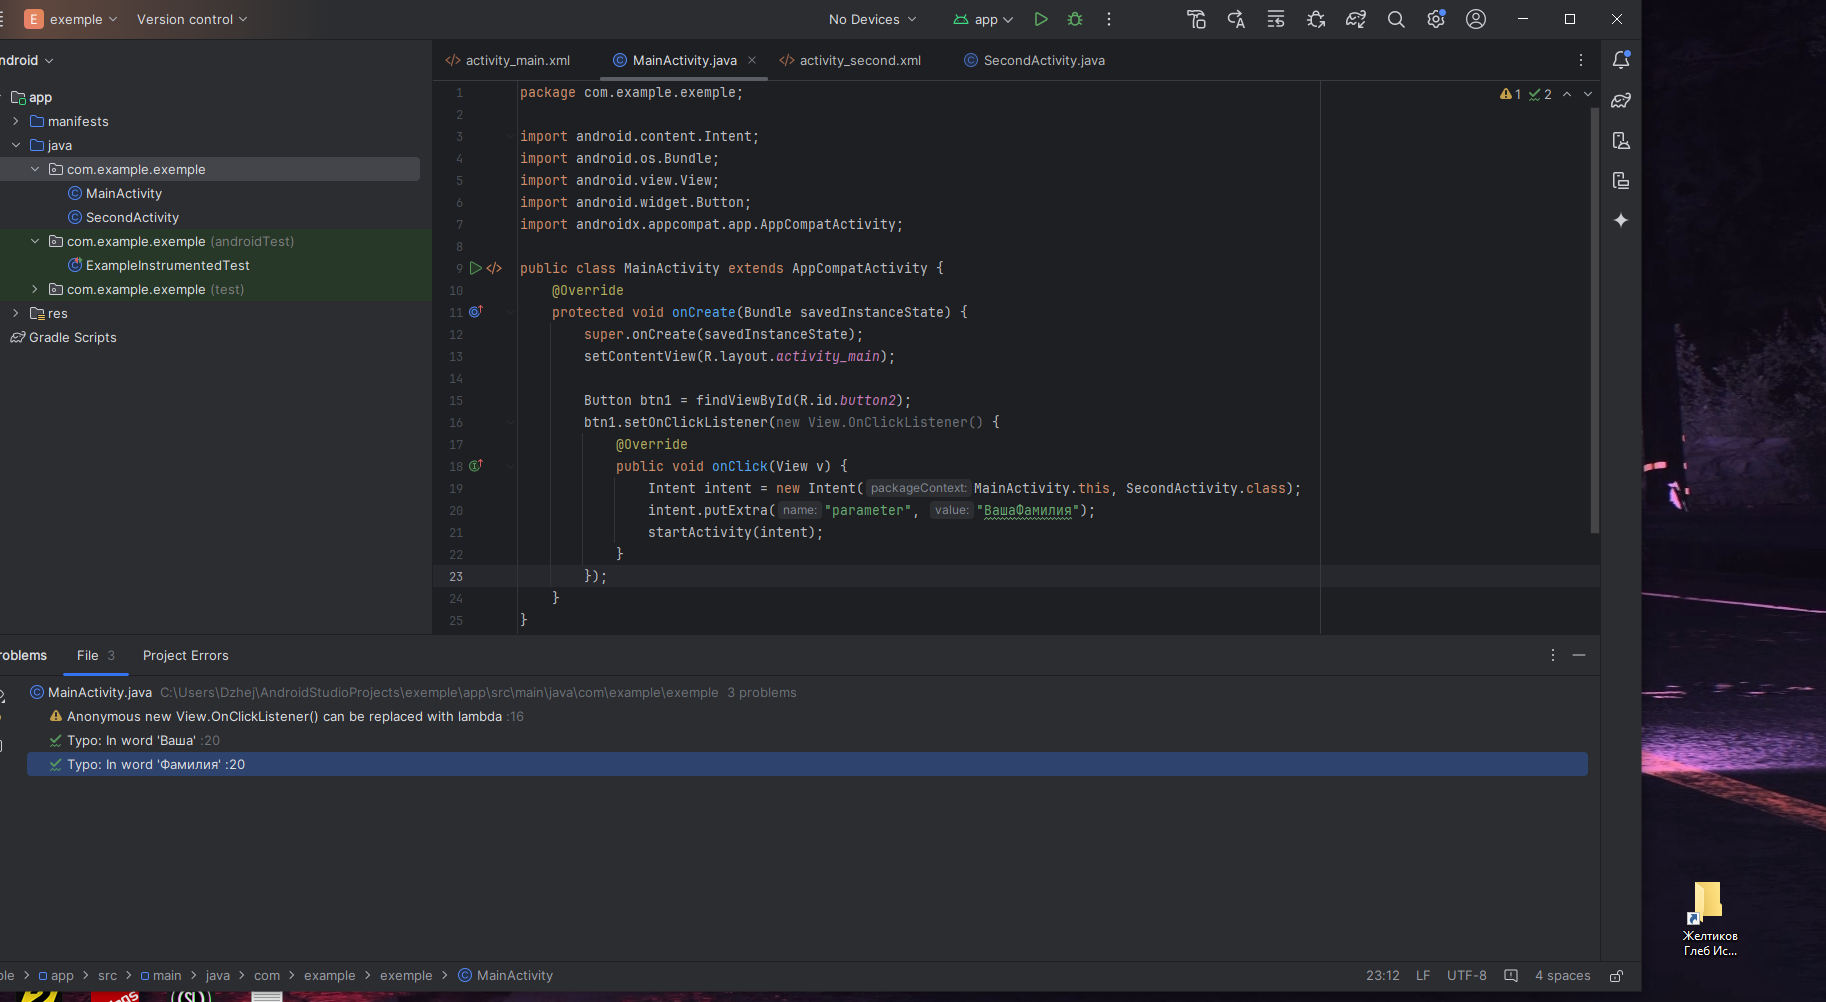 E exemple Version control No Devices app
ndroid
activity_main.xml MainActivity.java activity_second.xml SecondActivity.java
app
manifests
java
com.example.exemple
MainActivity
SecondActivity
com.example.exemple (androidTest)
ExampleInstrumentedTest
com.example.exemple (test)
res
Gradle Scripts
1 package com.example.exemple;
1 2
2
3 import android.content.Intent;
4 import android.os.Bundle;
5 import android.view.View;
6 import android.widget.Button;
7 import androidx.appcompat.app.AppCompatActivity;
8
9 public class MainActivity extends AppCompatActivity {
10 @Override
11 protected void onCreate(Bundle savedInstanceState) {
12 super.onCreate(savedInstanceState);
13 setContentView(R.layout.activity_main);
14
15 Button btn1 = findViewById(R.id.button2);
16 btn1.setOnClickListener(new View.OnClickListener() {
17 @Override
18 public void onClick(View v) {
19 Intent intent = new Intent( packageContext: MainActivity.this, SecondActivity.class);
20 intent.putExtra( name: "parameter", value: "ВашаФамилия");
21 startActivity(intent);
22 }
23 });
24 }
25 }
roblems File 3 Project Errors
MainActivity.java C:\Users\Dzhej\AndroidStudioProjects\exemple\app\src\main\java\com\example\exemple 3 problems
Anonymous new View.OnClickListener() can be replaced with lambda :16
Typo: In word 'Ваша' :20
Typo: In word 'Фамилия' :20
Желтиков
Глеб Ис...
ple > app > src > main > java > com > example > exemple > MainActivity
23:12 LF UTF-8 4 spaces